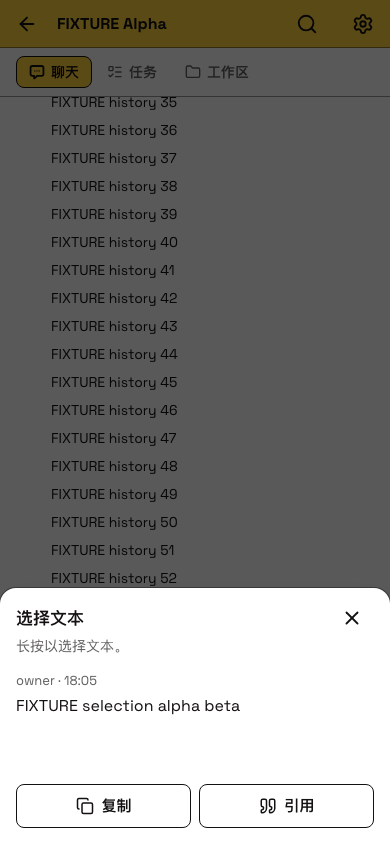 FIXTURE Alpha
聊天
任务
工作区
FIXTURE history 35
FIXTURE history 36
FIXTURE history 37
FIXTURE history 38
FIXTURE history 39
FIXTURE history 40
FIXTURE history 41
FIXTURE history 42
FIXTURE history 43
FIXTURE history 44
FIXTURE history 45
FIXTURE history 46
FIXTURE history 47
FIXTURE history 48
FIXTURE history 49
FIXTURE history 50
FIXTURE history 51
FIXTURE history 52
选择文本
长按以选择文本。
owner · 18:05
FIXTURE selection alpha beta
复制
引用